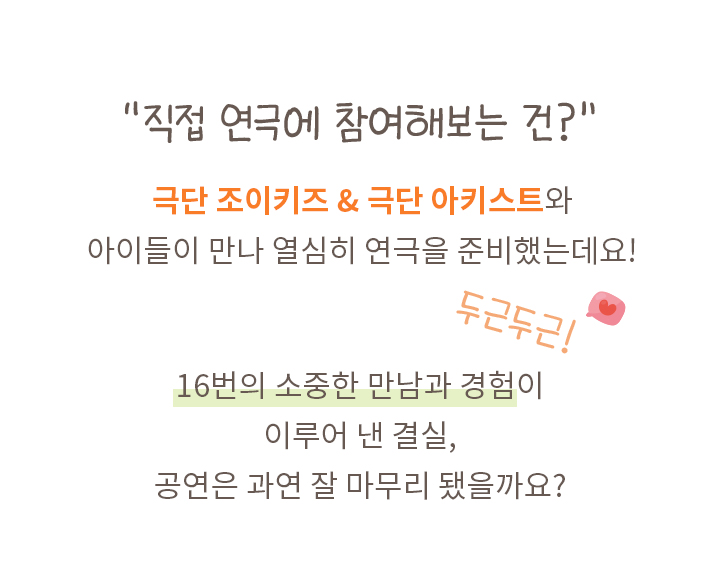 "직접 연극에 참여해보는 건?"
극단 조이키즈 & 극단 아키스트와
아이들이 만나 열심히 연극을 준비했는데요!
두근두근!
16번의 소중한 만남과 경험이
이루어 낸 결실,
공연은 과연 잘 마무리 됐을까요?